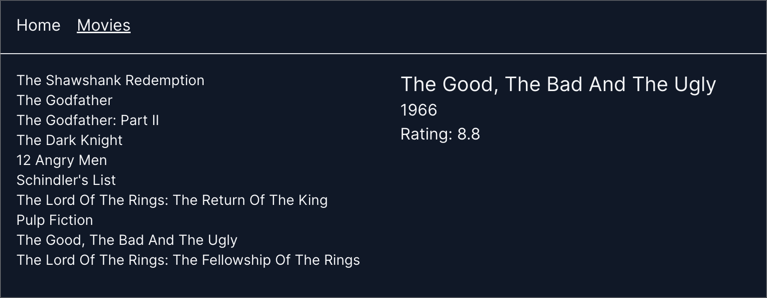 Home Movies
The Shawshank Redemption
The Godfather
The Godfather: Part II
The Dark Knight
12 Angry Men
Schindler's List
The Lord Of The Rings: The Return Of The King
Pulp Fiction
The Good, The Bad And The Ugly
The Lord Of The Rings: The Fellowship Of The Rings
The Good, The Bad And The Ugly
1966
Rating: 8.8